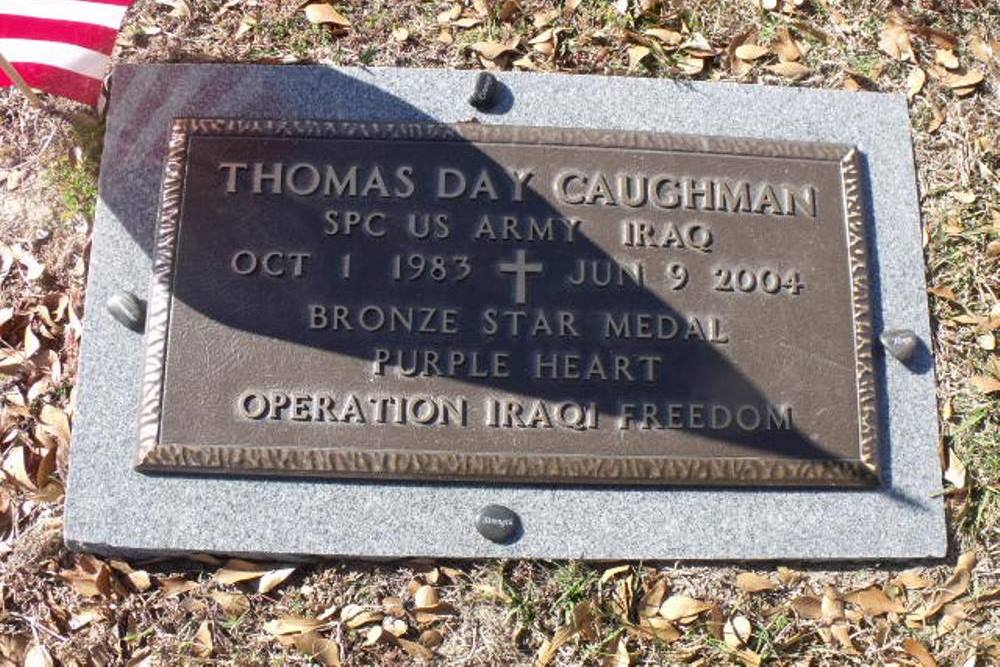 THOMAS DAY CAUGHMAN
SPC US ARMY IRAQ
OCT 1 1983 JUN 9 2004
BRONZE STAR MEDAL
PURPLE HEART
OPERATION IRAQI FREEDOM
Strength